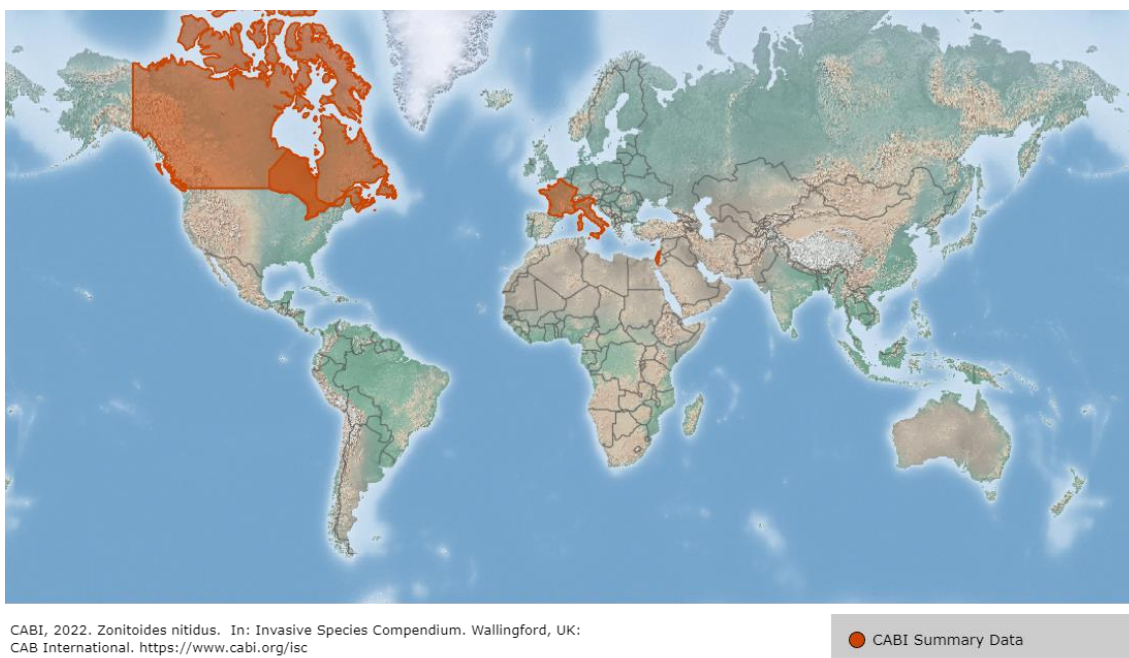 CABI, 2022. Zonitoides nitidus. In: Invasive Species Compendium. Wallingford, UK:
CAB International. https://www.cabi.org/isc
CABI Summary Data